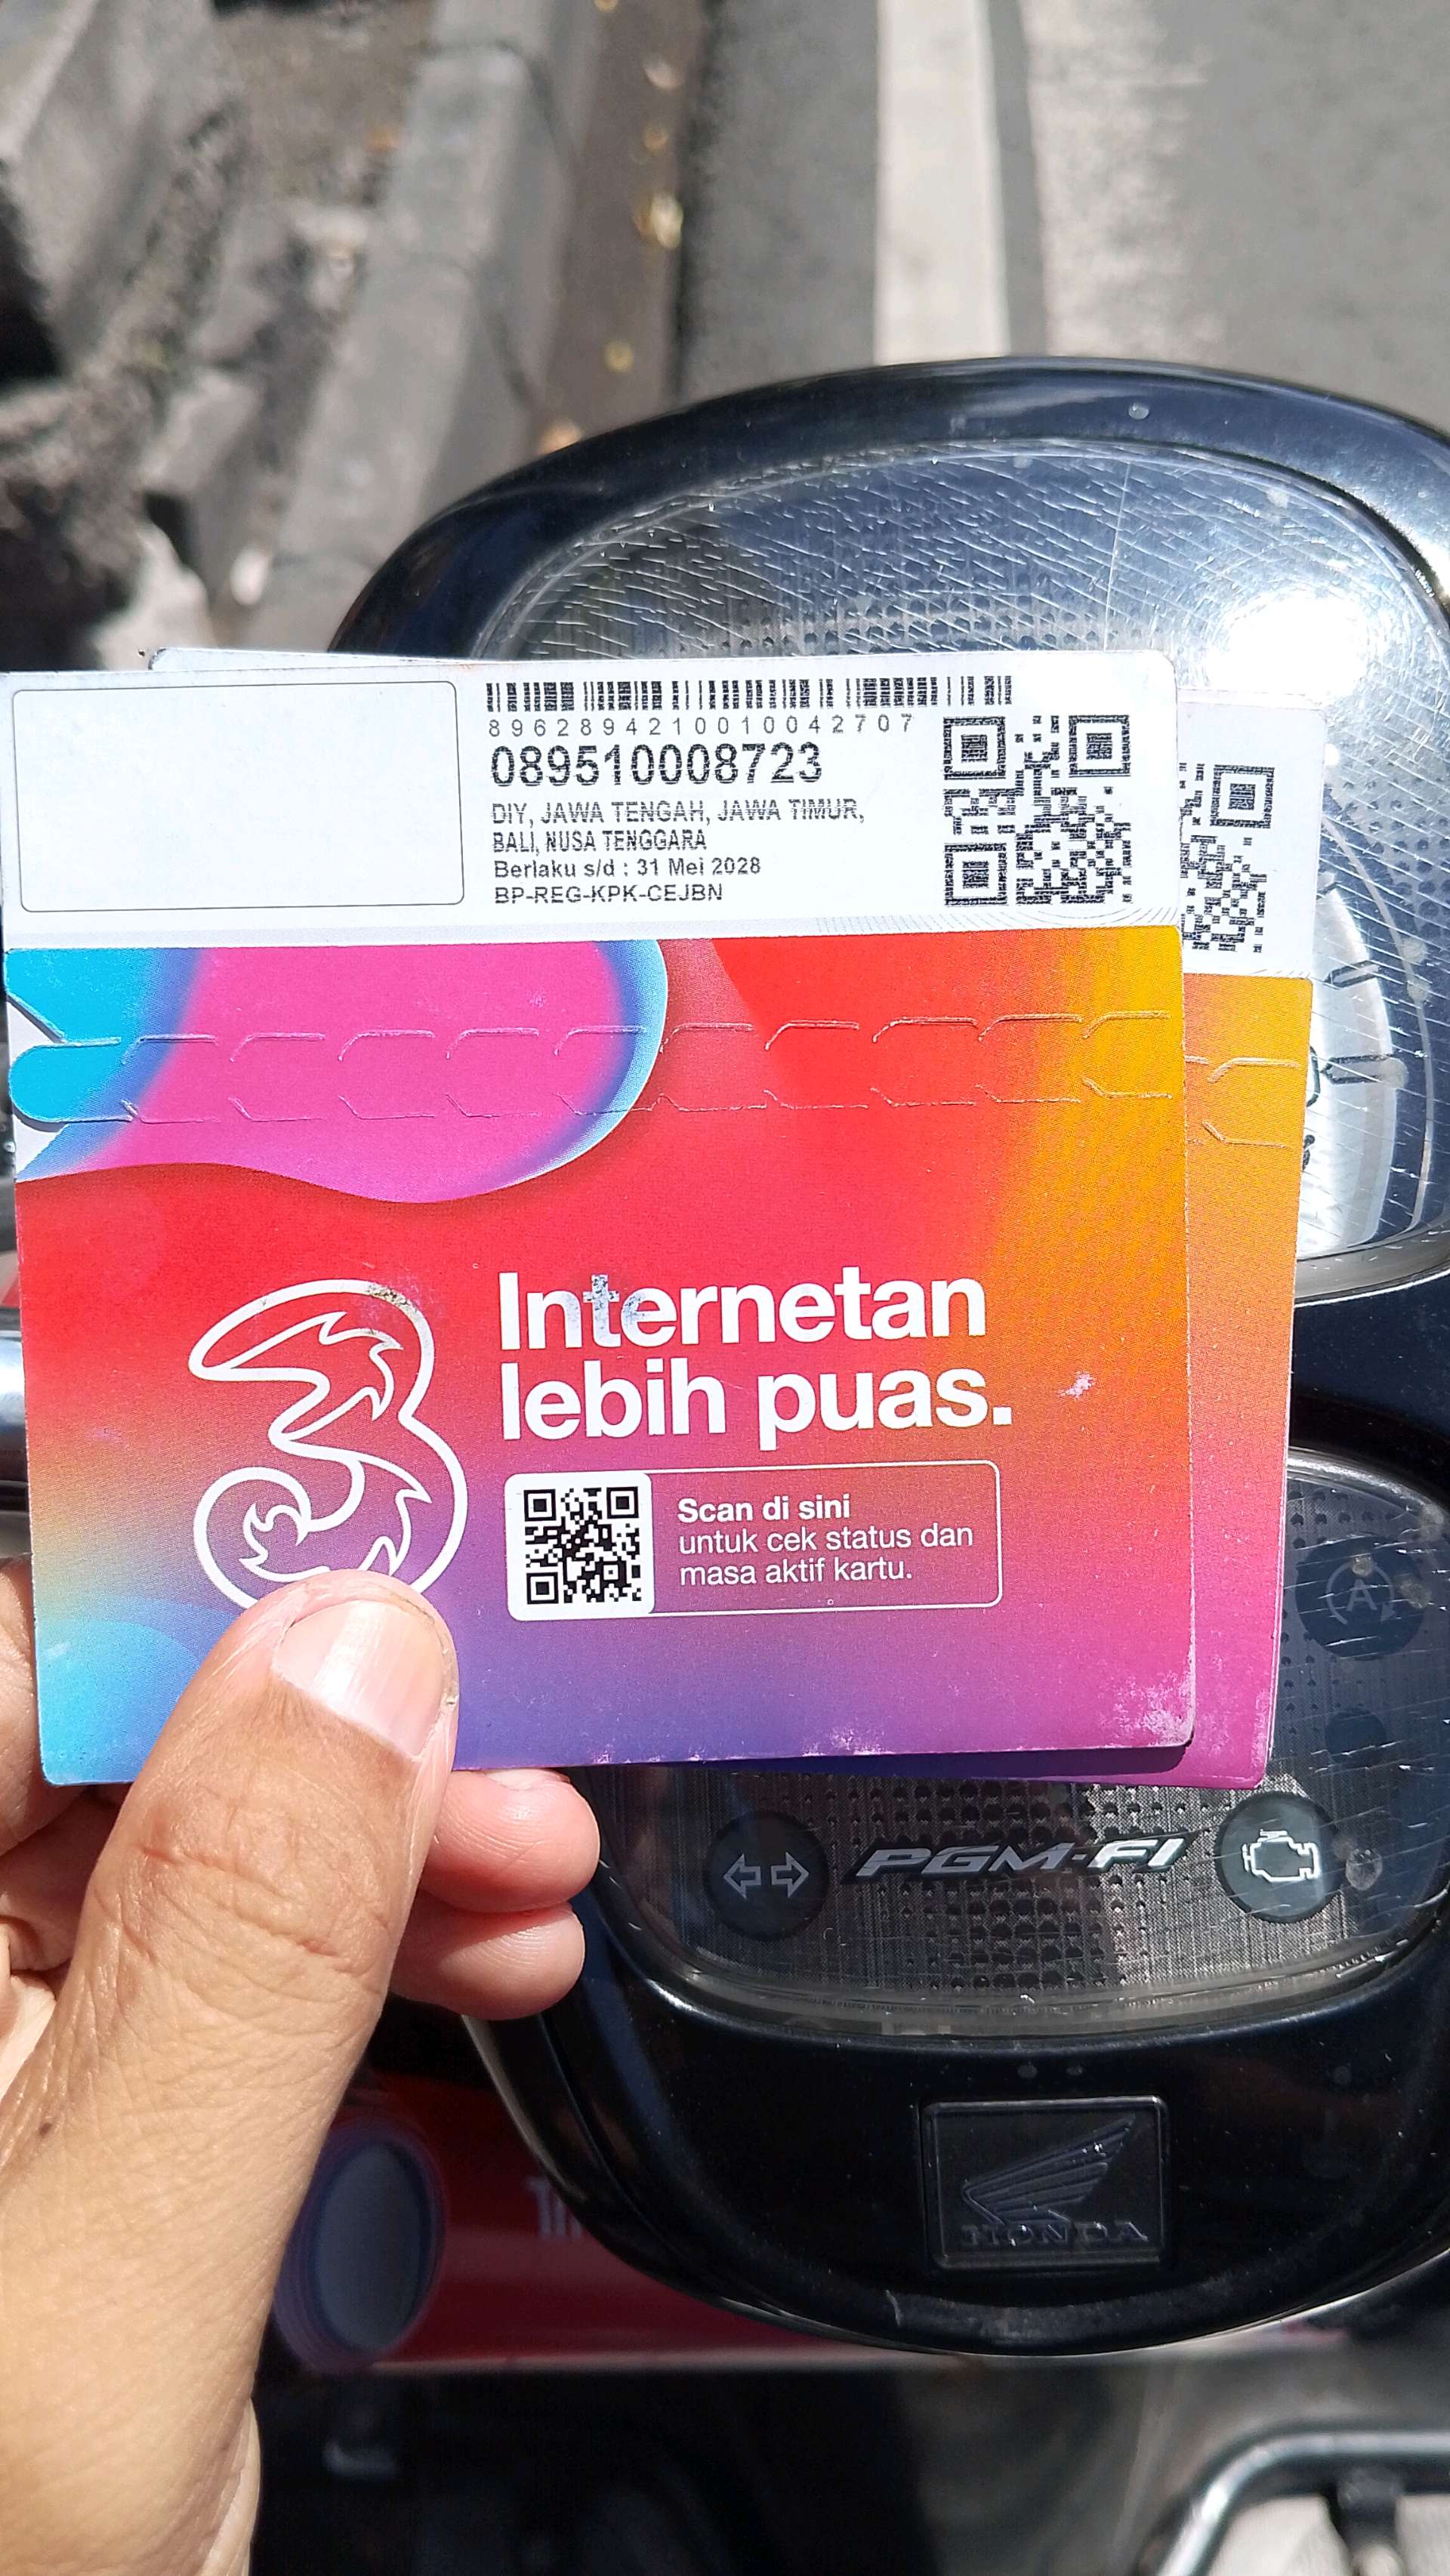 8962894210010042707
089510008723
DIY, JAWA TENGAH, JAWA TIMUR,
BALI, NUSA TENGGARA
Berlaku s/d : 31 Mei 2028
BP-REG-KPK-CEJBN
3
Internetan
lebih puas.
Scan di sini
untuk cek status dan
masa aktif kartu.
A
PGM-FI
HONDA